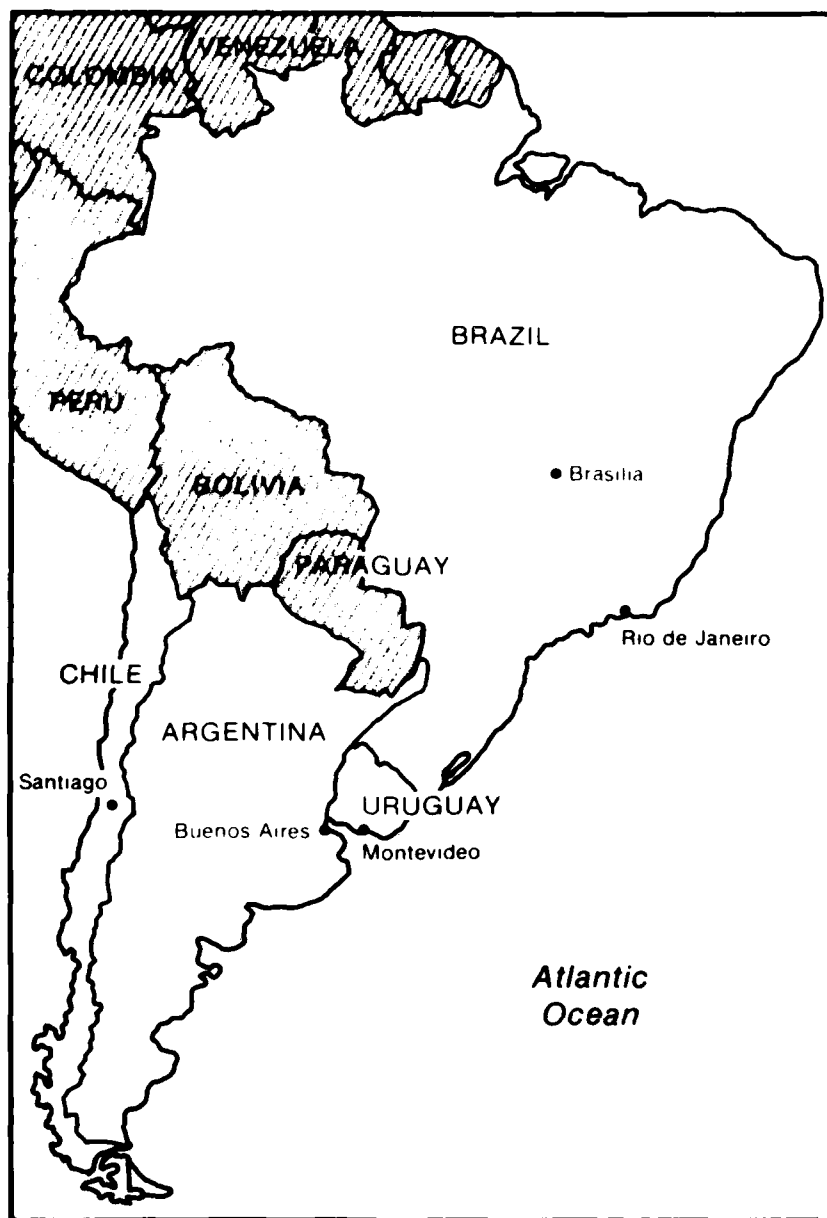 VENEZUELA
COLOMBIA
BRAZIL
PERU
Brasilia
BOLIVIA
PARAGUAY
Rio de Janeiro
CHILE
ARGENTINA
Santiago
URUGUAY
Buenos Aires
Montevideo
Atlantic
Ocean